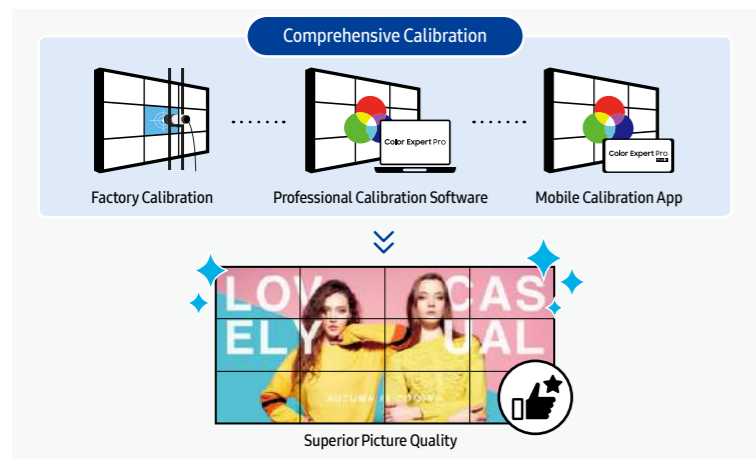 Comprehensive Calibration
Color Expert Pro
Color Expert Pro
Factory Calibration
Professional Calibration Software
Mobile Calibration App
LOV
CAS
ELY
UAL
AUTUMN IS COMING
Superior Picture Quality